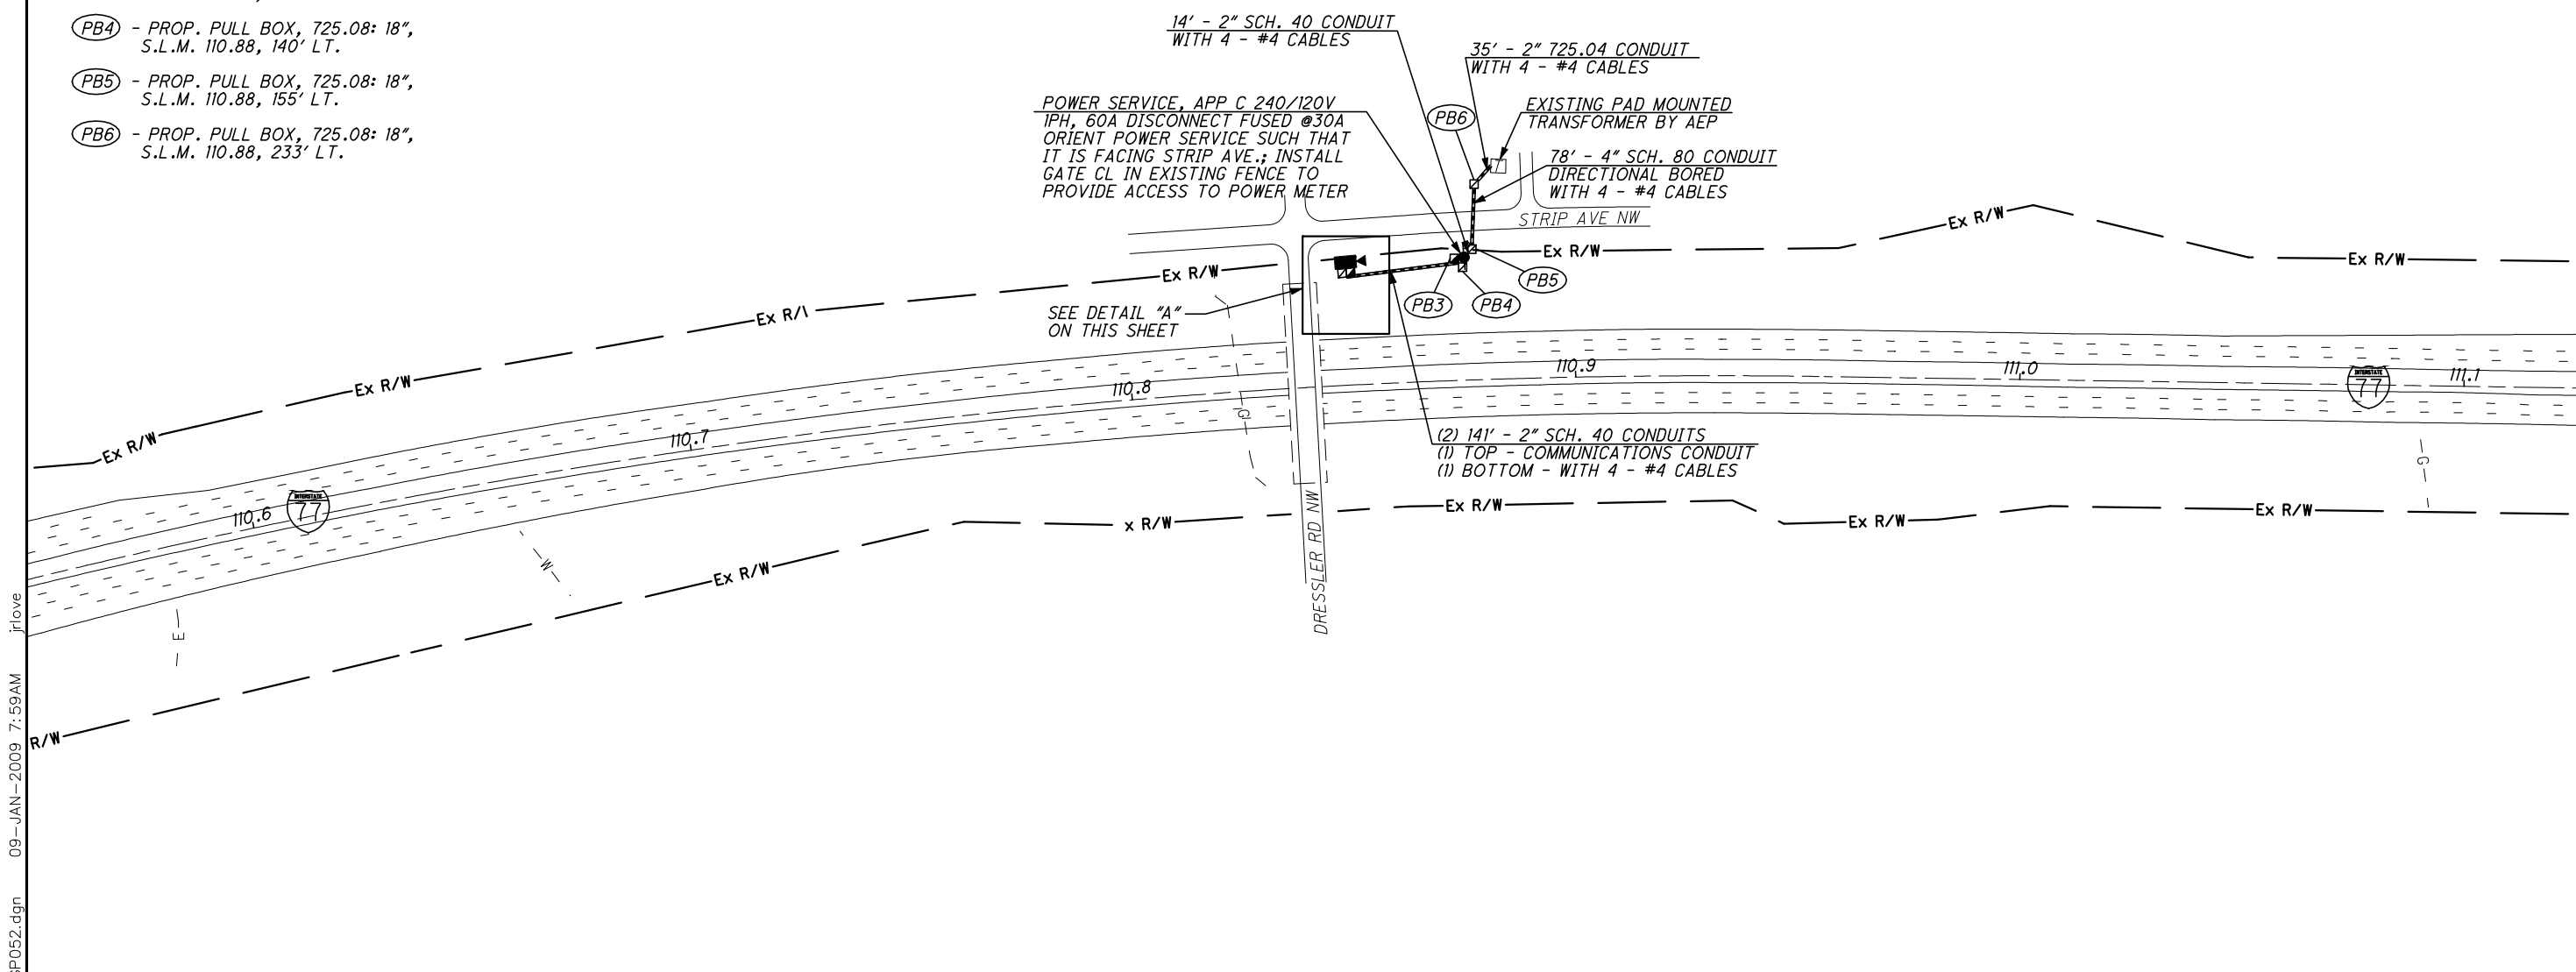 PB4 - PROP. PULL BOX, 725.08: 18",
S.L.M. 110.88, 140' LT.
PB5 - PROP. PULL BOX, 725.08: 18",
S.L.M. 110.88, 155' LT.
PB6 - PROP. PULL BOX, 725.08: 18",
S.L.M. 110.88, 233' LT.
14' - 2" SCH. 40 CONDUIT
WITH 4 - #4 CABLES
35' - 2" 725.04 CONDUIT
WITH 4 - #4 CABLES
POWER SERVICE, APP C 240/120V
1PH, 60A DISCONNECT FUSED @30A
ORIENT POWER SERVICE SUCH THAT
IT IS FACING STRIP AVE.; INSTALL
GATE CL IN EXISTING FENCE TO
PROVIDE ACCESS TO POWER METER
PB6
EXISTING PAD MOUNTED
TRANSFORMER BY AEP
78' - 4" SCH. 80 CONDUIT
DIRECTIONAL BORED
WITH 4 - #4 CABLES
STRIP AVE NW
Ex R/W
Ex R/W
Ex R/W
Ex R/W
PB5
PB3
PB4
SEE DETAIL "A"
ON THIS SHEET
Ex R/I
Ex R/W
Ex R/W
110.6
110.7
110.8
110.9
111.0
111.1
INTERSTATE
77
INTERSTATE
77
G
G
(2) 141' - 2" SCH. 40 CONDUITS
(1) TOP - COMMUNICATIONS CONDUIT
(1) BOTTOM - WITH 4 - #4 CABLES
DRESSLER RD NW
R/W
Ex R/W
x R/W
Ex R/W
Ex R/W
Ex R/W
W
E
SP052.dgn 09-JAN-2009 7:59AM jrlove